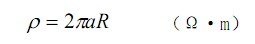 ρ = 2πaR （Ω·m）